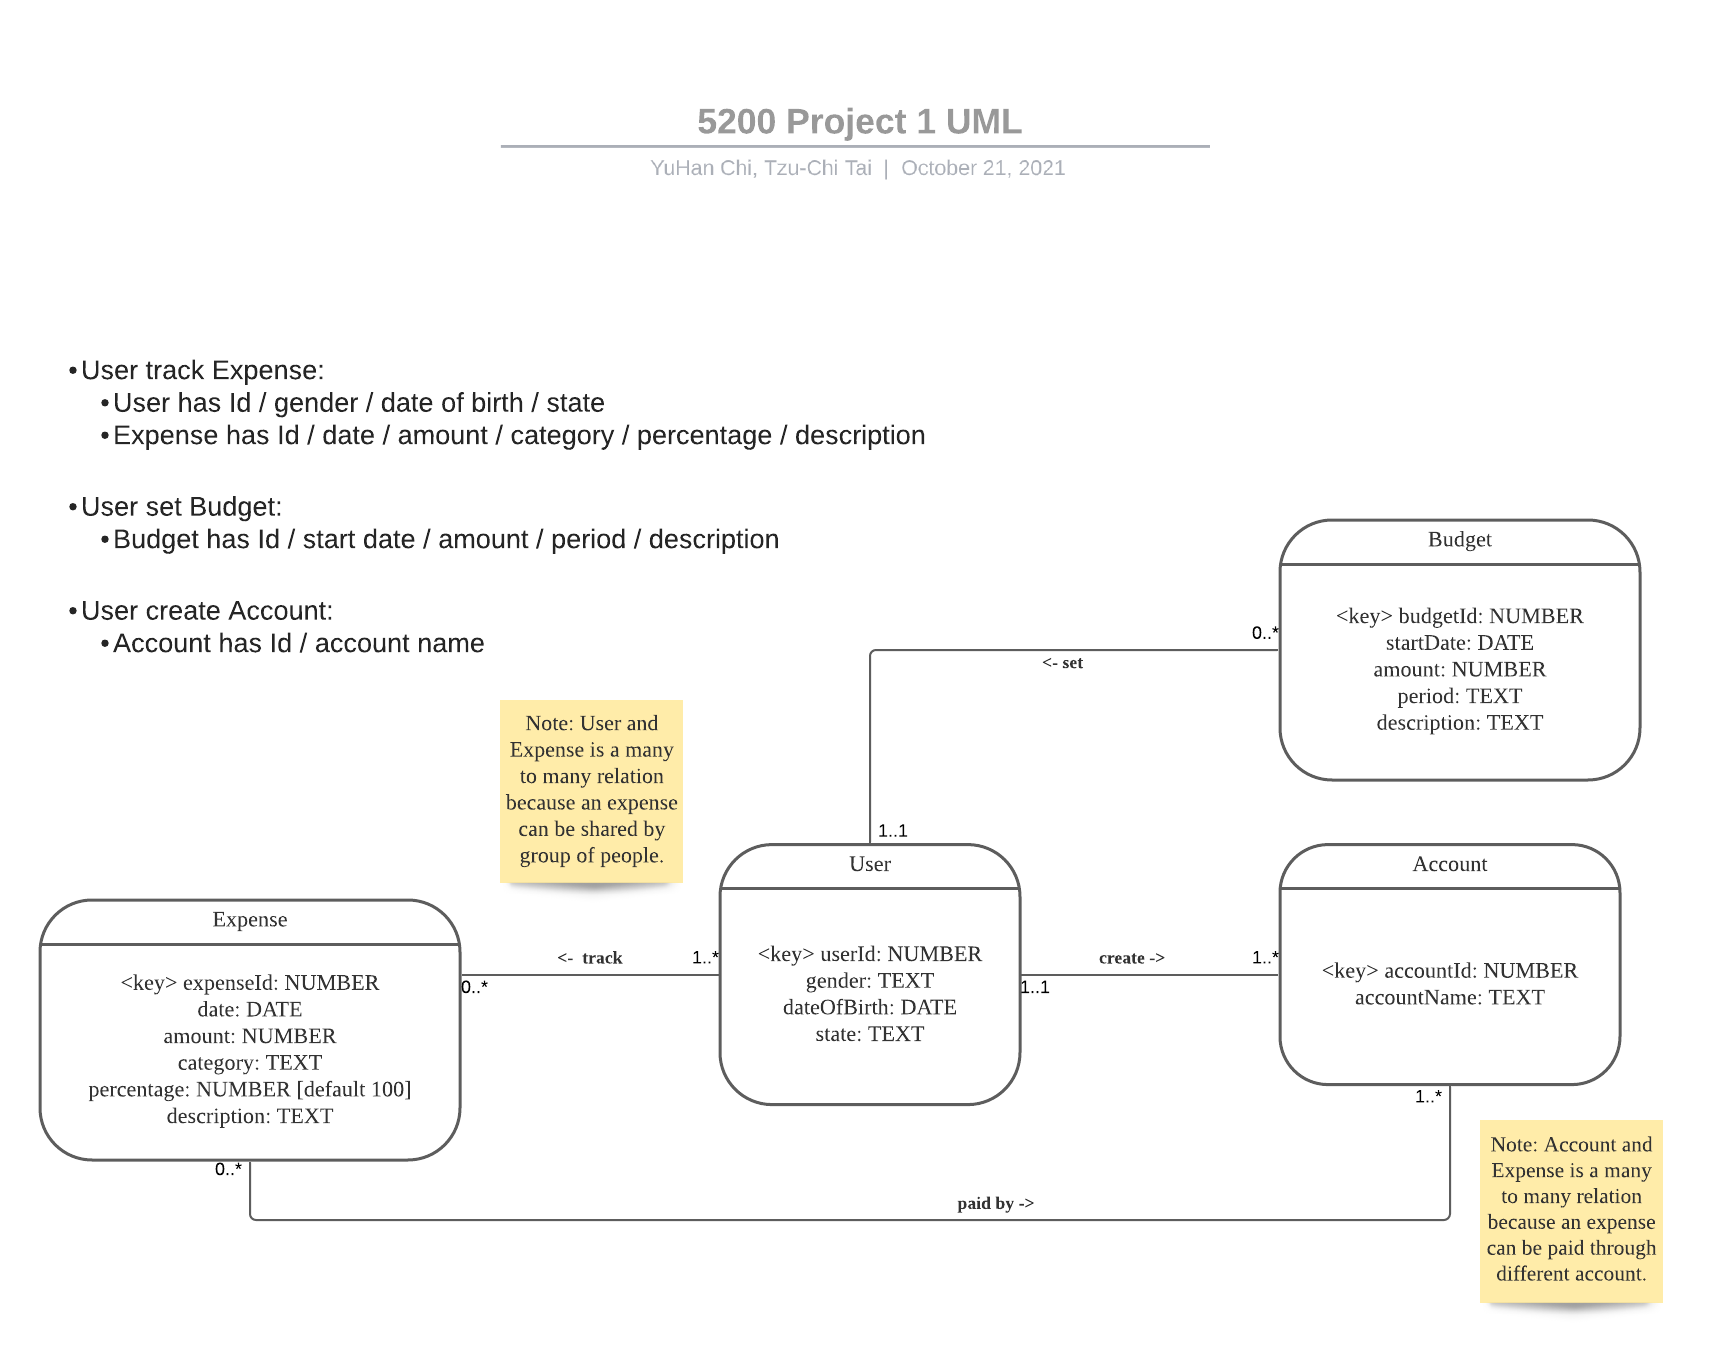 5200 Project 1 UML
YuHan Chi, Tzu-Chi Tai | October 21, 2021
•User track Expense:
•User has Id / gender / date of birth / state
•Expense has Id / date / amount / category / percentage / description
•User set Budget:
•Budget has Id / start date / amount / period / description
•User create Account:
•Account has Id / account name
Budget
<key> budgetId: NUMBER
startDate: DATE
amount: NUMBER
period: TEXT
description: TEXT
0..*
<- set
1..1
Note: User and
Expense is a many
to many relation
because an expense
can be shared by
group of people.
User
<key> userId: NUMBER
gender: TEXT
dateOfBirth: DATE
state: TEXT
Account
<key> accountId: NUMBER
accountName: TEXT
Expense
<key> expenseId: NUMBER
date: DATE
amount: NUMBER
category: TEXT
percentage: NUMBER [default 100]
description: TEXT
<- track
1..*
0..*
create ->
1..*
1..1
1..*
0..*
paid by ->
Note: Account and
Expense is a many
to many relation
because an expense
can be paid through
different account.